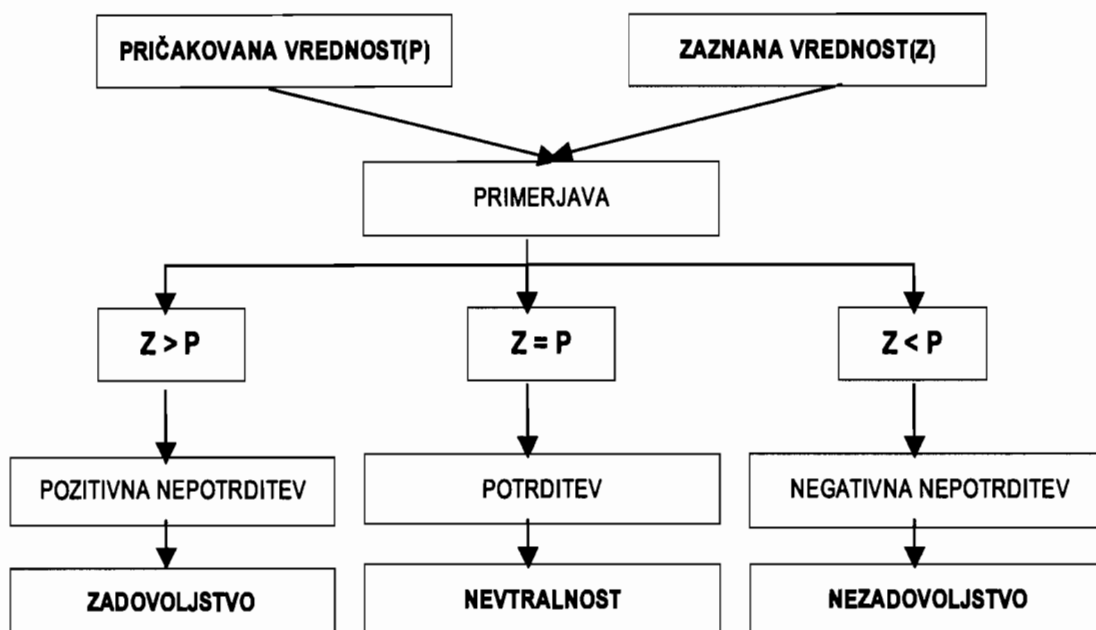 PRIČAKOVANA VREDNOST(P)
ZAZNANA VREDNOST(Z)
PRIMERJAVA
Z > P
Z = P
Z < P
POZITIVNA NEPOTRDITEV
POTRDITEV
NEGATIVNA NEPOTRDITEV
ZADOVOLJSTVO
NEVTRALNOST
NEZADOVOLJSTVO